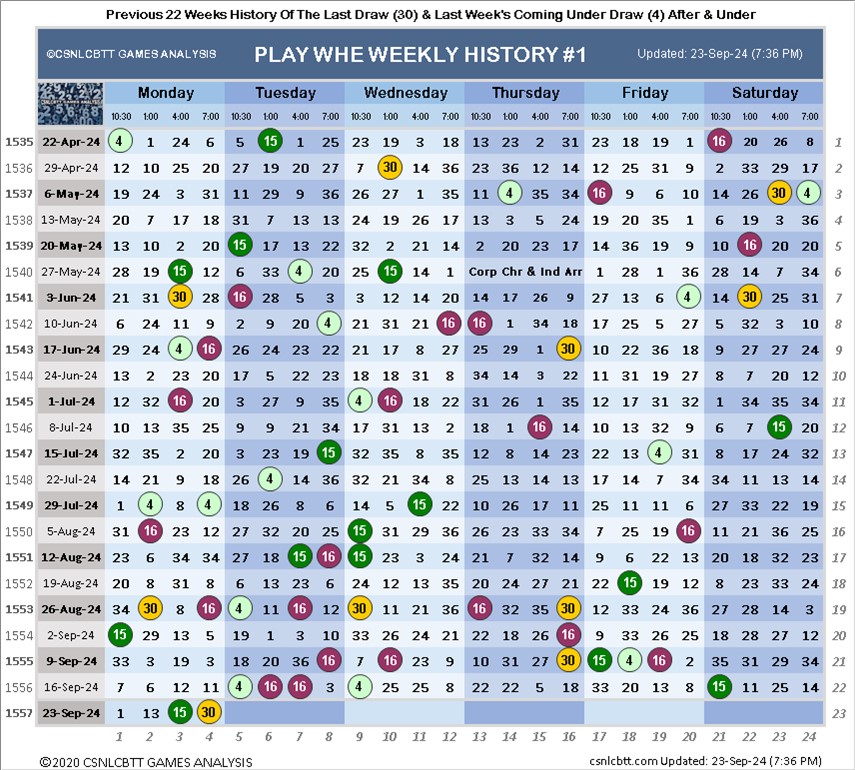 Previous 22 Weeks History Of The Last Draw (30) & Last Week's Coming Under Draw (4) After & Under
©CSNLCBTT GAMES ANALYSIS PLAY WHE WEEKLY HISTORY #1 Updated: 23-Sep-24 (7:36 PM)
Monday Tuesday Wednesday Thursday Friday Saturday
CSNLCBTT GAMES ANALYSIS 10:30 1:00 4:00 7:00 10:30 1:00 4:00 7:00 10:30 1:00 4:00 7:00 10:30 1:00 4:00 7:00 10:30 1:00 4:00 7:00 10:30 1:00 4:00 7:00
1535 22-Apr-24 4 1 24 6 5 15 1 25 23 19 3 18 13 23 2 31 23 18 19 1 16 20 26 8 1
1536 29-Apr-24 12 10 25 20 27 19 20 27 7 30 14 36 23 5 12 14 12 14 12 9 2 33 29 17 2
1537 6-May-24 19 24 3 31 11 29 9 36 26 27 1 35 11 4 35 34 16 9 6 10 14 26 30 4 3
1538 13-May-24 20 7 17 18 31 7 13 13 24 19 26 17 13 3 5 24 19 20 35 1 6 19 3 36 4
1539 20-May-24 13 10 2 20 15 17 13 22 32 2 21 14 2 20 23 17 14 36 19 9 10 16 20 20 5
1540 27-May-24 28 19 15 12 6 33 4 20 25 15 14 1 Corp Chr & Ind Arr 1 28 1 36 28 14 7 34 6
1541 3-Jun-24 21 31 30 28 16 28 5 3 3 12 14 20 14 17 26 9 27 13 6 4 14 30 25 31 7
1542 10-Jun-24 6 24 11 9 2 9 20 4 21 31 21 16 16 1 34 18 17 25 5 27 5 32 3 10 8
1543 17-Jun-24 29 24 4 16 26 24 23 22 21 17 8 27 25 29 1 30 10 22 36 18 9 27 27 24 9
1544 24-Jun-24 13 2 23 20 17 5 22 23 18 18 31 8 34 14 3 22 11 31 19 27 8 7 20 12 10
1545 1-Jul-24 12 32 16 20 3 27 9 35 4 16 18 22 31 26 1 35 12 17 31 32 1 34 35 34 11
1546 8-Jul-24 10 13 35 25 9 9 21 34 17 31 13 2 18 1 16 14 10 13 32 9 6 7 15 20 12
1547 15-Jul-24 32 35 2 20 3 23 19 15 32 35 8 2 20 13 34 13 22 19 4 31 8 17 24 32 13
1548 22-Jul-24 14 21 9 18 26 4 14 36 32 21 8 34 25 13 14 13 17 14 7 34 34 11 13 14 14
1549 29-Jul-24 1 4 8 4 18 26 8 6 14 5 15 22 10 26 17 11 25 11 11 6 27 33 22 19 15
1550 5-Aug-24 31 16 23 12 27 32 20 25 15 31 29 36 26 23 33 34 7 25 19 20 11 21 36 25 16
1551 12-Aug-24 23 6 34 34 27 18 15 16 15 23 3 24 21 7 32 14 9 6 22 13 20 18 32 23 17
1552 19-Aug-24 20 8 31 8 6 13 23 6 24 12 13 35 20 24 27 21 22 15 19 12 8 23 33 24 18
1553 26-Aug-24 34 30 8 16 4 11 16 12 30 11 21 36 16 32 35 30 12 33 24 36 27 28 14 3 19
1554 2-Sep-24 15 29 13 5 19 1 3 10 33 26 24 21 22 18 26 16 9 33 26 25 18 28 27 12 20
1555 9-Sep-24 33 3 19 3 18 20 36 16 7 16 23 9 10 31 27 30 15 4 16 2 35 31 29 34 21
1556 16-Sep-24 7 6 12 11 4 16 16 3 4 25 25 8 22 22 5 18 33 20 13 8 15 11 25 14 22
1557 23-Sep-24 1 13 15 30 23
1 2 3 4 5 6 7 8 9 10 11 12 13 14 15 16 17 18 19 20 21 22 23 24
©2020 CSNLCBTT GAMES ANALYSIS csnlcbtt.com Updated: 23-Sep-24 (7:36 PM)